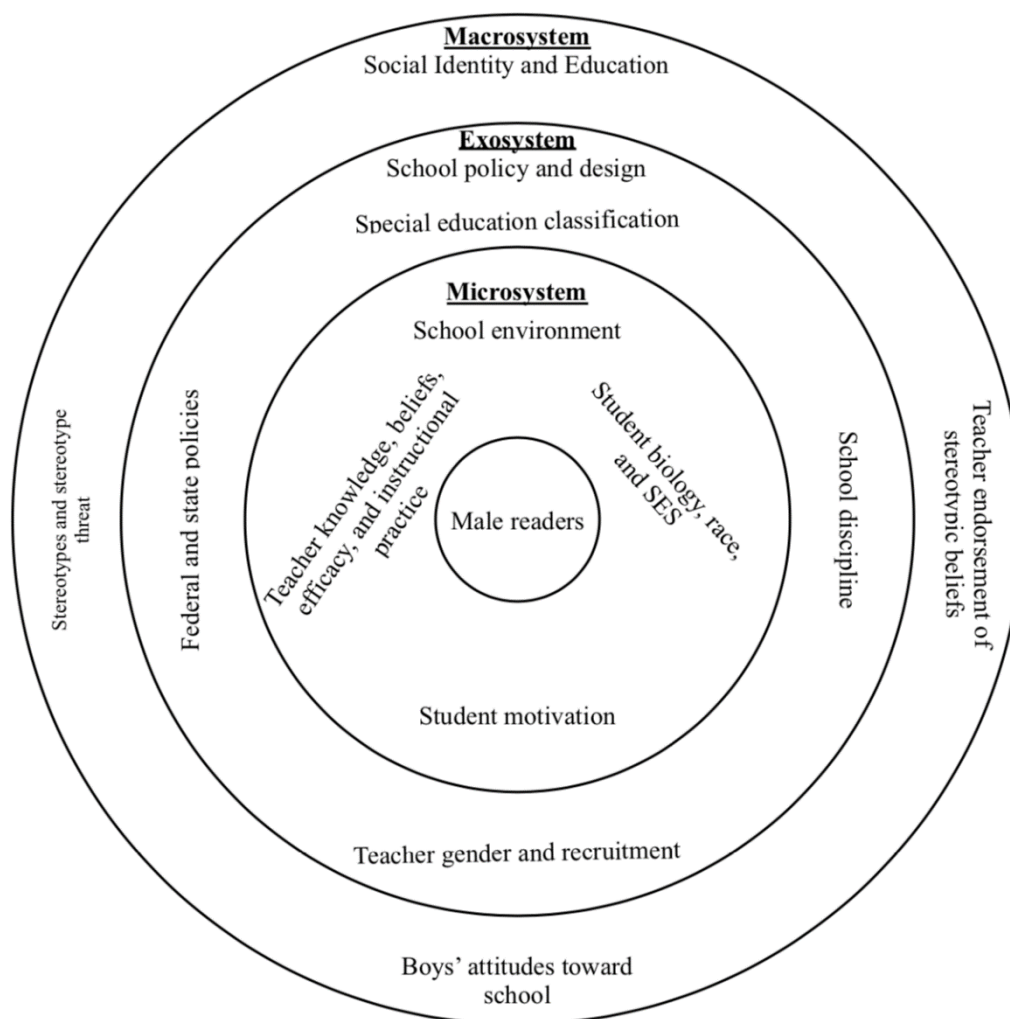 Macrosystem
Social Identity and Education
Exosystem
School policy and design
Special education classification
Microsystem
School environment
Teacher knowledge, beliefs,
efficacy, and instructional
practice
Student biology, race,
and SES
Male readers
Student motivation
Federal and state policies
School discipline
Teacher gender and recruitment
Stereotypes and stereotype
threat
Teacher endorsement of
stereotypic beliefs
Boys’ attitudes toward
school